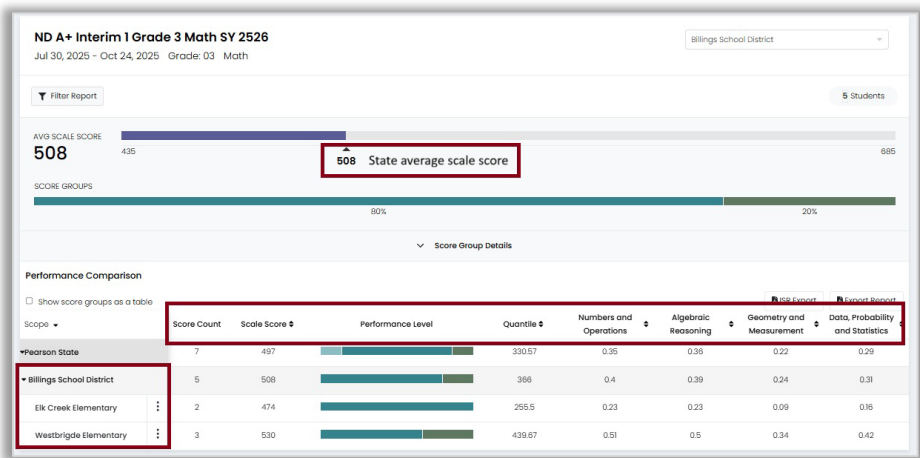 ND A+ Interim 1 Grade 3 Math SY 2526
Billings School District
Jul 30, 2025 - Oct 24, 2025 Grade: 03 Math
Filter Report
5 Students
AVG SCALE SCORE
508
435
685
508 State average scale score
SCORE GROUPS
80%
20%
Score Group Details
Performance Comparison
Show score groups as a table
ISR Export
Export Report
Scope
Score Count
Scale Score
Performance Level
Quantile
Numbers and Operations
Algebraic Reasoning
Geometry and Measurement
Data, Probability and Statistics
Pearson State 7 497 330.57 0.35 0.36 0.22 0.29
Billings School District 5 508 366 0.4 0.39 0.24 0.31
Elk Creek Elementary 2 474 255.5 0.23 0.23 0.09 0.16
Westbrigde Elementary 3 530 439.67 0.51 0.5 0.34 0.42